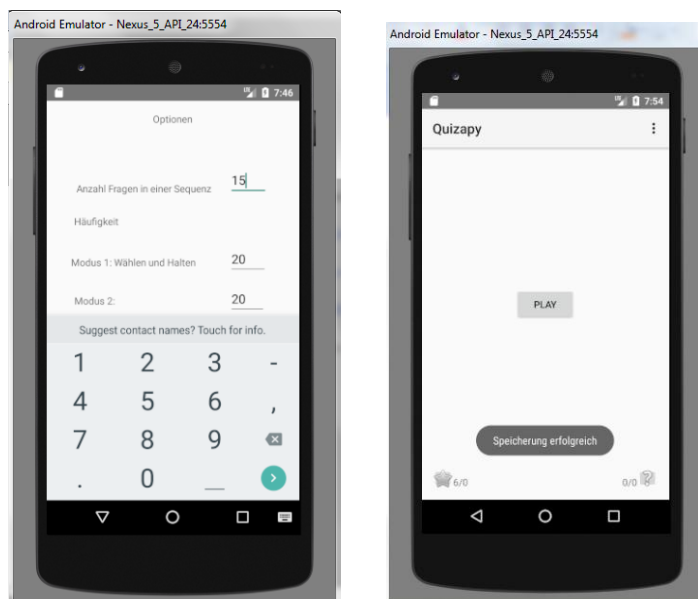 Android Emulator - Nexus_5_API_24:5554
7:46
Optionen
Anzahl Fragen in einer Sequenz 15
Häufigkeit
Modus 1: Wählen und Halten 20
Modus 2: 20
Suggest contact names? Touch for info.
1 2 3 -
4 5 6 ,
7 8 9
. 0 _
Android Emulator - Nexus_5_API_24:5554
7:54
Quizapy
PLAY
Speicherung erfolgreich
6/0 0/0